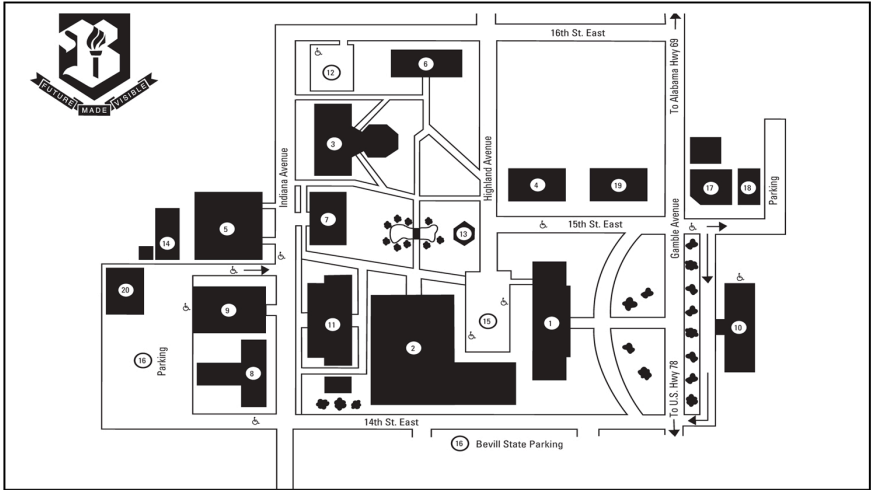 B
FUTURE
MADE
VISIBLE
16th St. East
To Alabama Hwy 69
6
12
3
Indiana Avenue
Highland Avenue
4
19
17
18
Parking
5
7
14
13
15th St. East
Gamble Avenue
20
9
11
15
1
10
2
16
Parking
8
To U.S. Hwy 78
14th St. East
16 Bevill State Parking